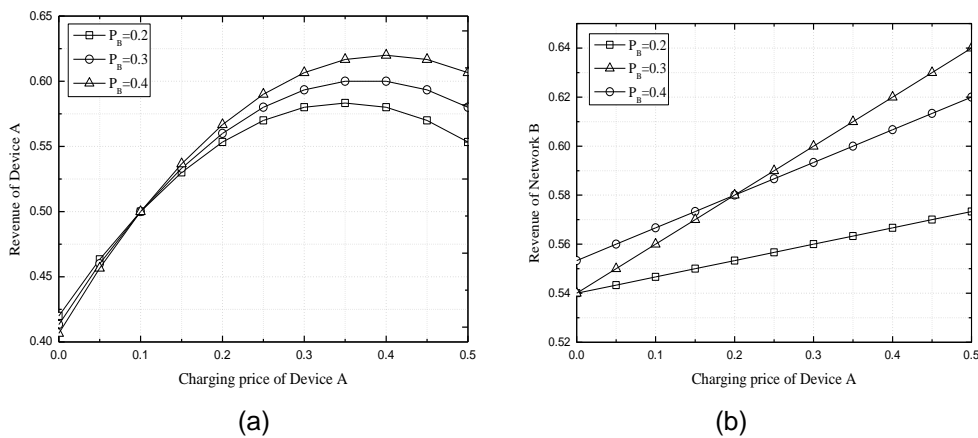 0.65
0.60
0.55
0.50
0.45
0.40
Revenue of Device A
P_B=0.2
P_B=0.3
P_B=0.4
0.0 0.1 0.2 0.3 0.4 0.5
Charging price of Device A
(a)
0.64
0.62
0.60
0.58
0.56
0.54
0.52
Revenue of Network B
P_B=0.2
P_B=0.3
P_B=0.4
0.0 0.1 0.2 0.3 0.4 0.5
Charging price of Device A
(b)